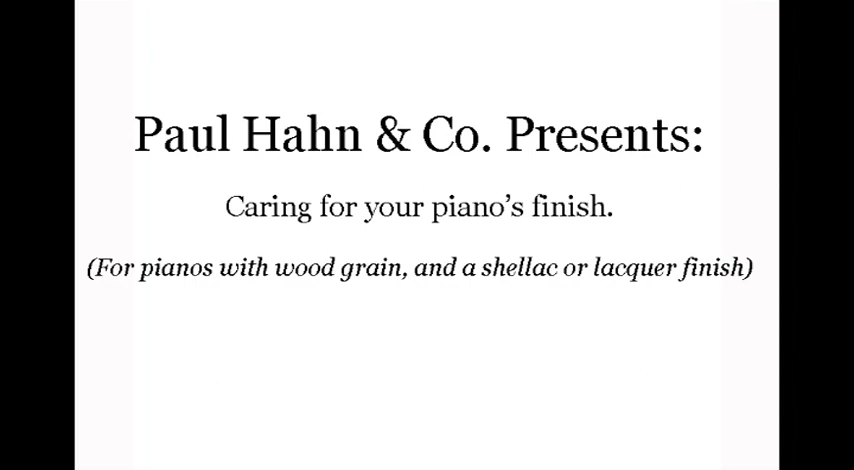 Paul Hahn & Co. Presents:
Caring for your piano’s finish.
(For pianos with wood grain, and a shellac or lacquer finish)